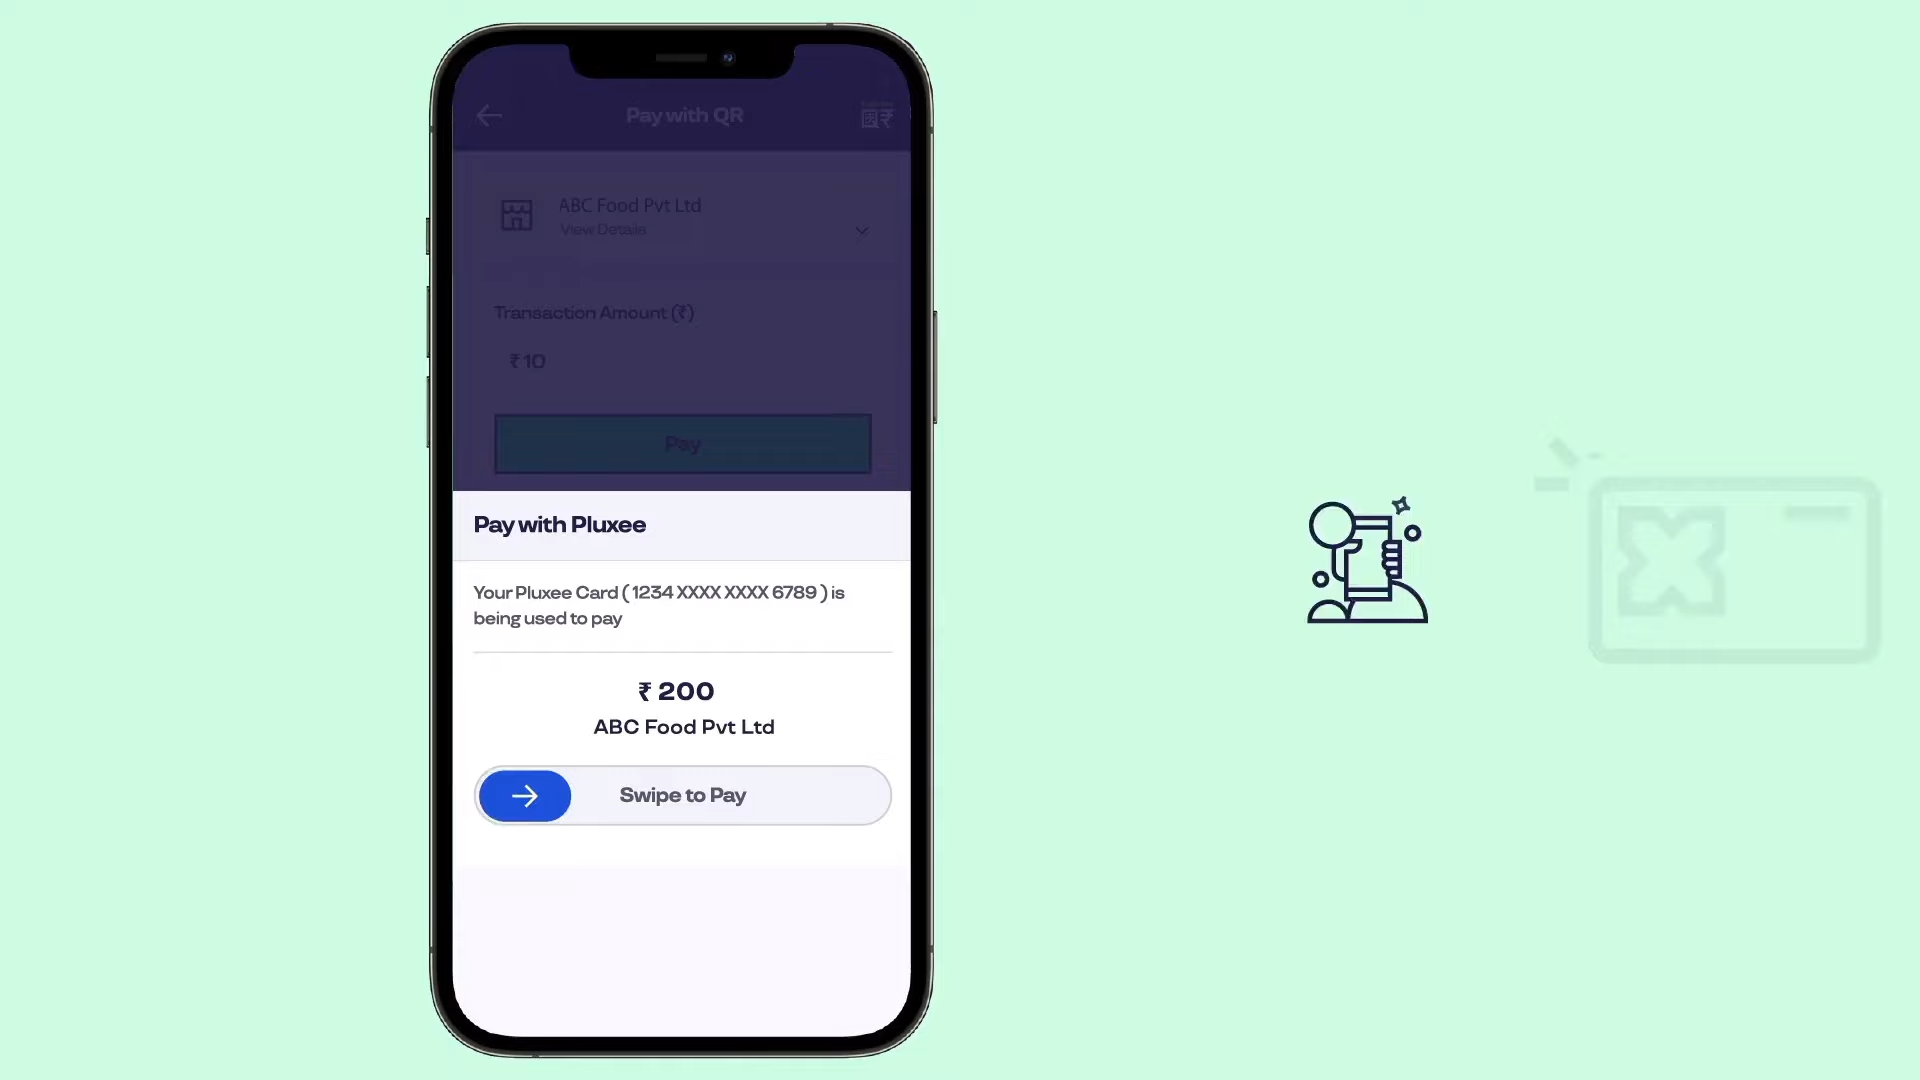 Pay with QR
ABC Food Pvt Ltd
View Details
Transaction Amount (₹)
₹ 10
Pay
Pay with Pluxee
Your Pluxee Card ( 1234 XXXX XXXX 6789 ) is
being used to pay
₹ 200
ABC Food Pvt Ltd
Swipe to Pay